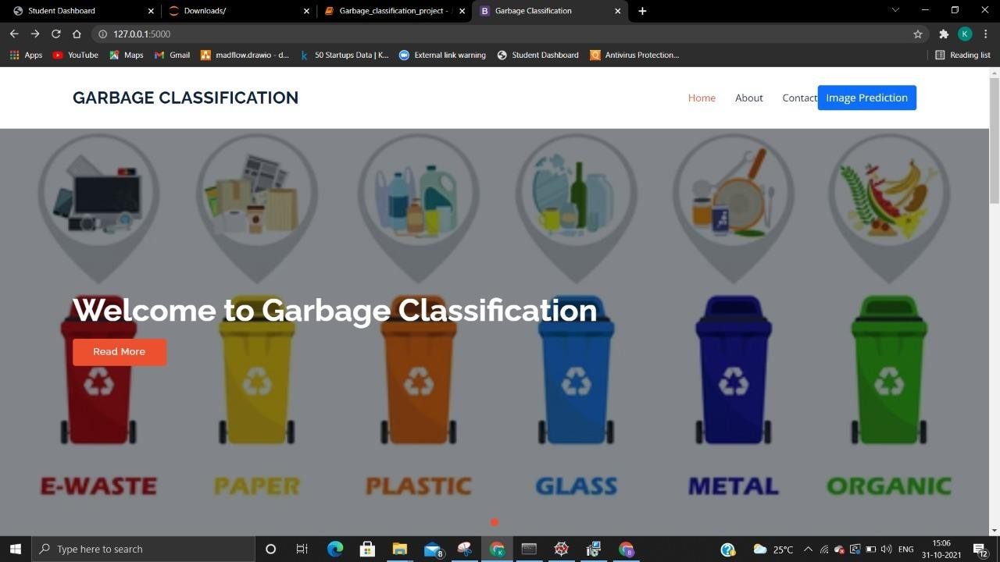 Student Dashboard
Downloads/
Garbage_classification_project -
Garbage Classification
127.0.0.1:5000
Apps
YouTube
Maps
Gmail
madflow.drawio - d...
50 Startups Data | K...
External link warning
Student Dashboard
Antivirus Protection...
Reading list
GARBAGE CLASSIFICATION
Home
About
Contact
Image Prediction
Welcome to Garbage Classification
Read More
E-WASTE
PAPER
PLASTIC
GLASS
METAL
ORGANIC
Type here to search
8
25°C
ENG
15:06
31-10-2021
12